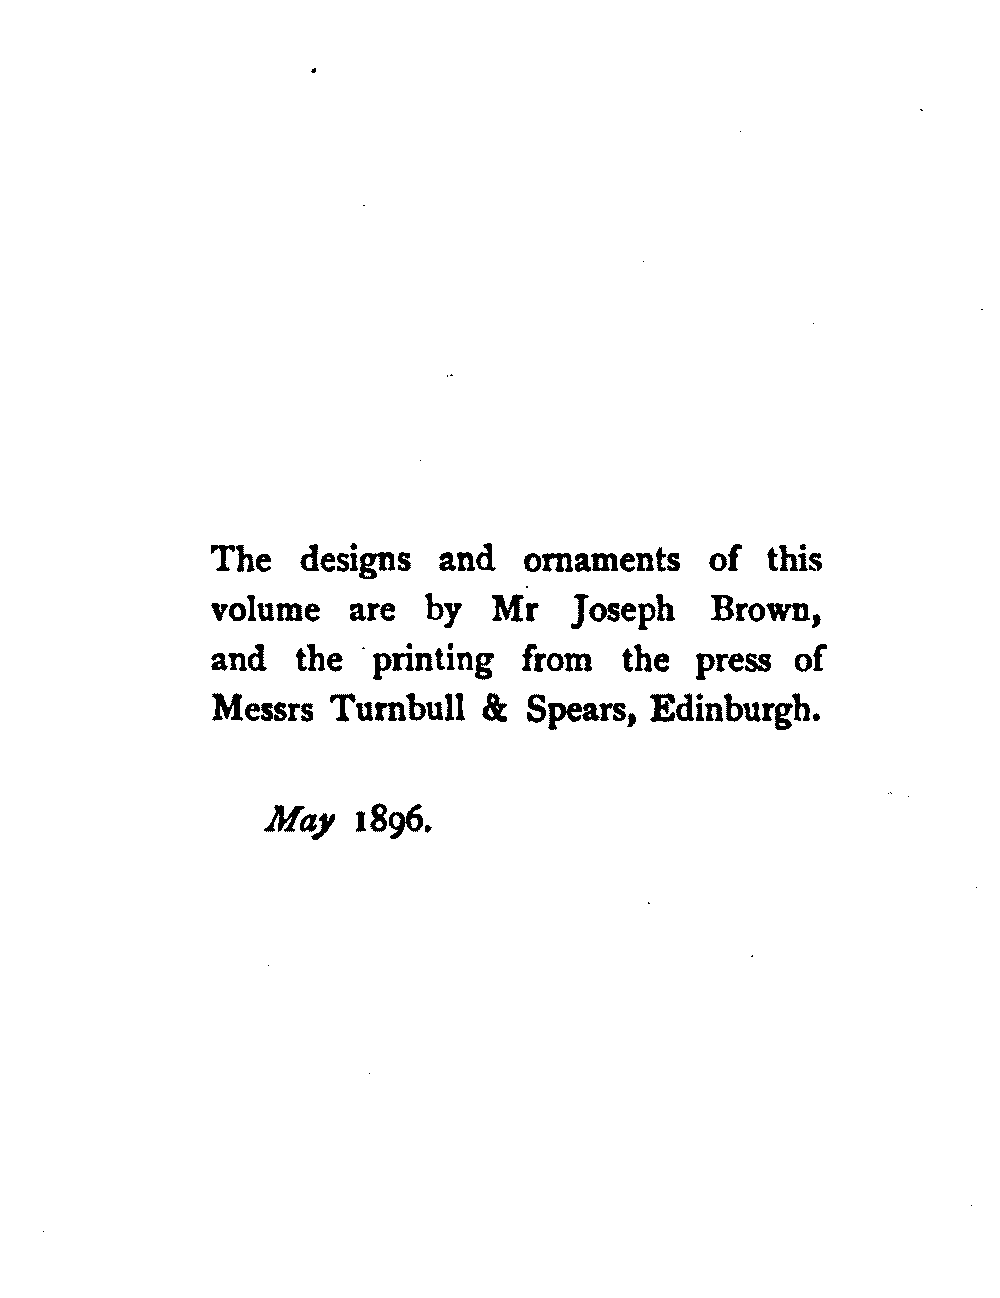 The designs and ornaments of this
volume are by Mr Joseph Brown,
and the printing from the press of
Messrs Turnbull & Spears, Edinburgh.
May 1896.